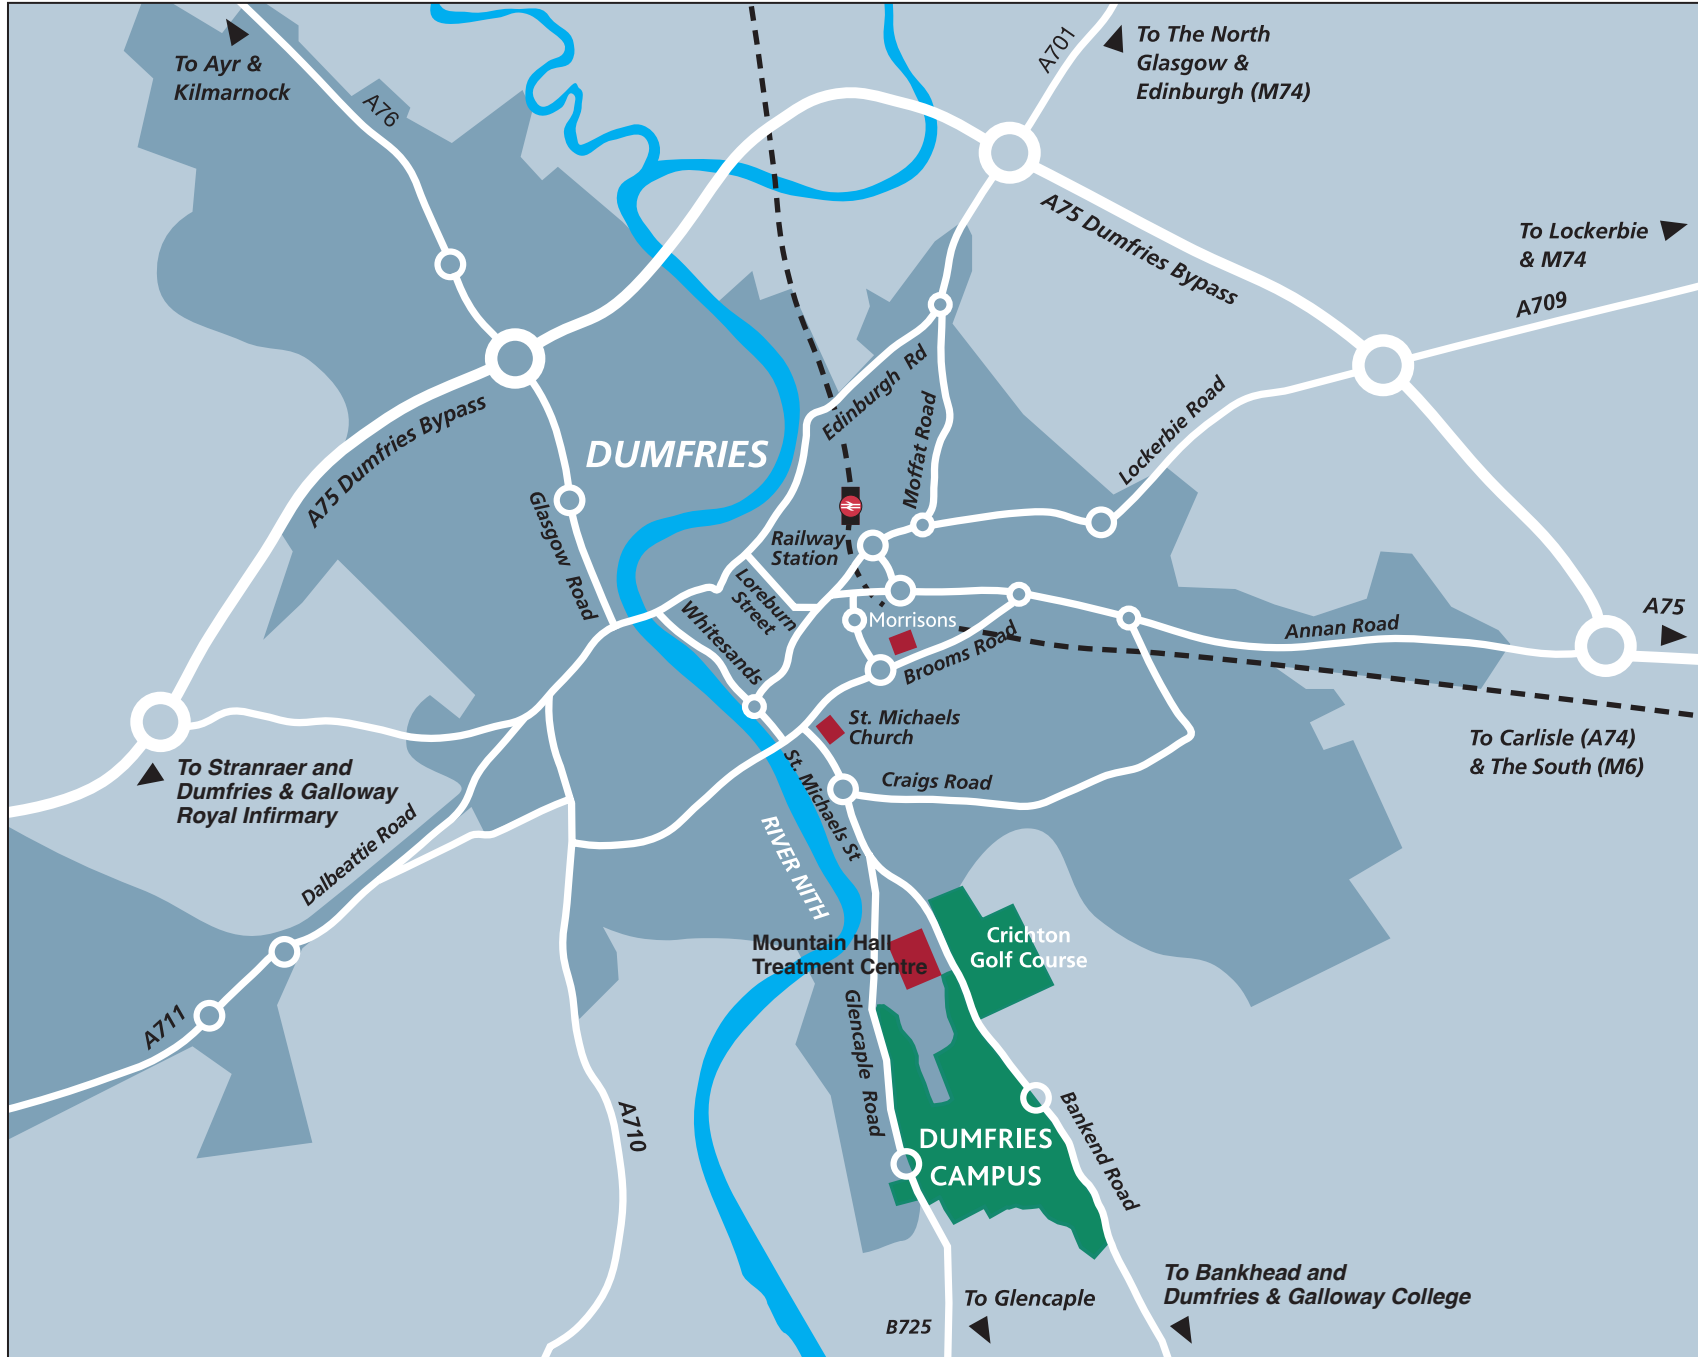 To Ayr &
Kilmarnock
A76
A701
To The North
Glasgow &
Edinburgh (M74)
A75 Dumfries Bypass
To Lockerbie
& M74
A709
A75 Dumfries Bypass
DUMFRIES
Edinburgh Rd
Moffat Road
Lockerbie Road
Glasgow Road
Railway
Station
Loreburn
Street
Whitesands
Morrisons
Brooms Road
Annan Road
A75
St. Michaels
Church
To Carlisle (A74)
& The South (M6)
To Stranraer and
Dumfries & Galloway
Royal Infirmary
Craigs Road
St. Michaels St
Dalbeattie Road
RIVER NITH
Mountain Hall
Treatment Centre
Crichton
Golf Course
A711
Glencaple Road
A710
DUMFRIES
CAMPUS
Bankend Road
To Bankhead and
Dumfries & Galloway College
To Glencaple
B725